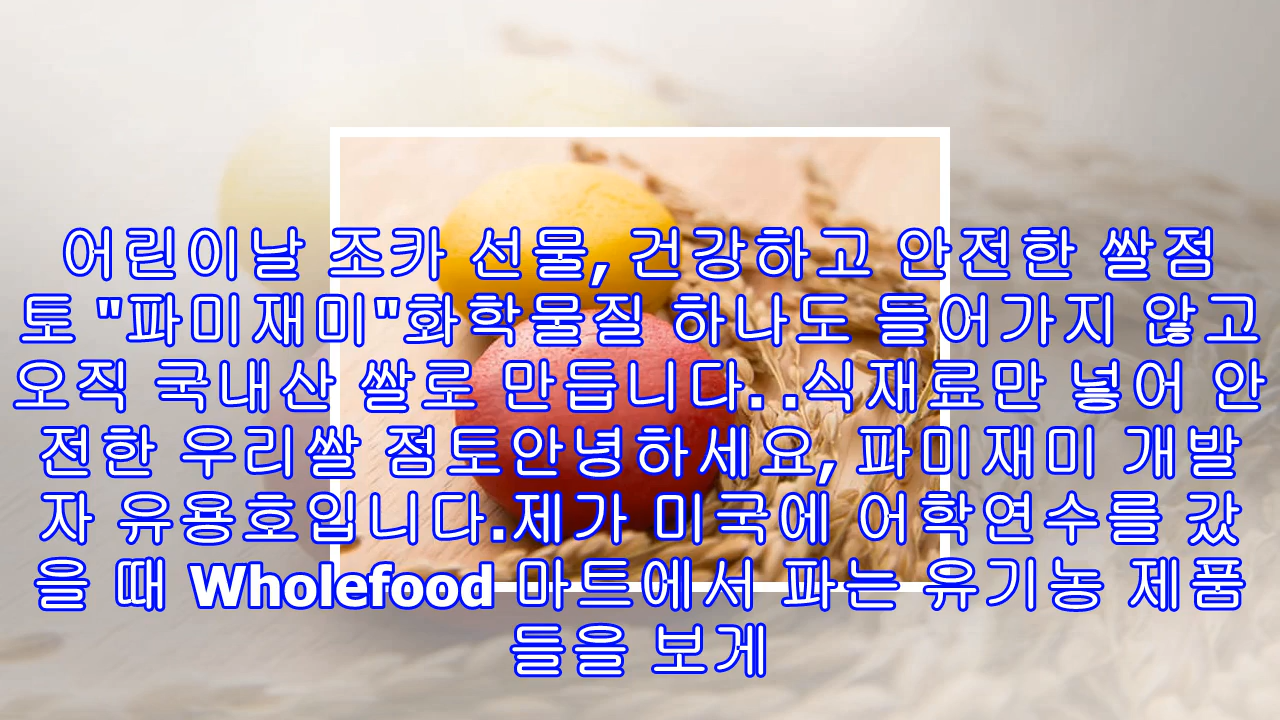 어린이날 조카 선물, 건강하고 안전한 쌀점
토 "파미재미"화학물질 하나도 들어가지 않고
오직 국내산 쌀로 만듭니다. .식재료만 넣어 안
전한 우리쌀 점토안녕하세요, 파미재미 개발
자 유용호입니다.제가 미국에 어학연수를 갔
을 때 Wholefood 마트에서 파는 유기농 제품
들을 보게